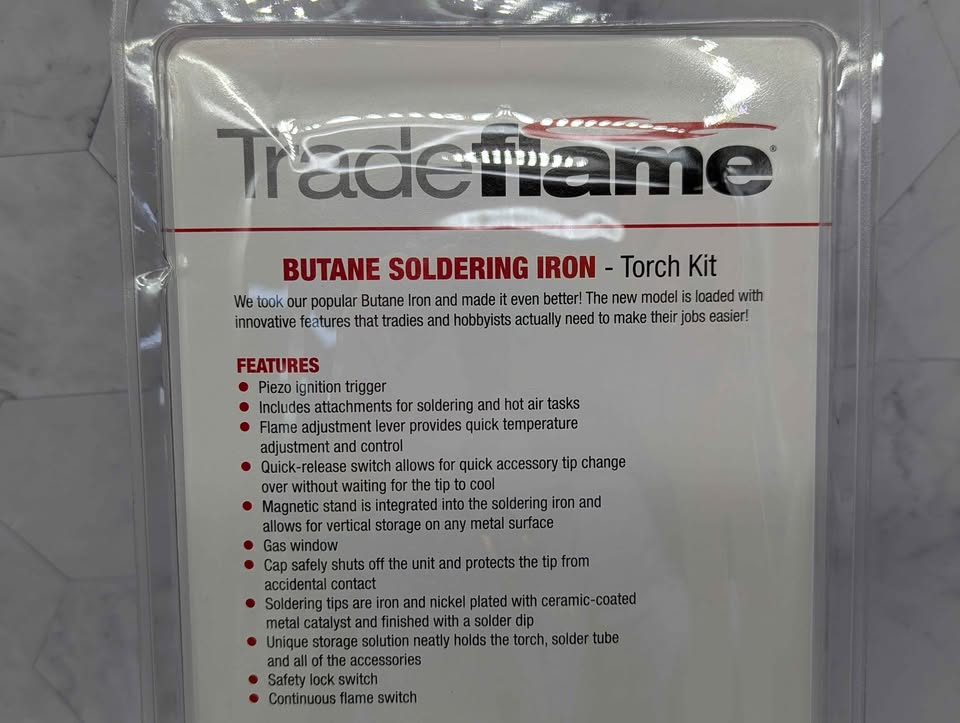 Tradeflame®
BUTANE SOLDERING IRON - Torch Kit
We took our popular Butane Iron and made it even better! The new model is loaded with
innovative features that tradies and hobbyists actually need to make their jobs easier!
FEATURES
• Piezo ignition trigger
• Includes attachments for soldering and hot air tasks
• Flame adjustment lever provides quick temperature
adjustment and control
• Quick-release switch allows for quick accessory tip change
over without waiting for the tip to cool
• Magnetic stand is integrated into the soldering iron and
allows for vertical storage on any metal surface
• Gas window
• Cap safely shuts off the unit and protects the tip from
accidental contact
• Soldering tips are iron and nickel plated with ceramic-coated
metal catalyst and finished with a solder dip
• Unique storage solution neatly holds the torch, solder tube
and all of the accessories
• Safety lock switch
• Continuous flame switch